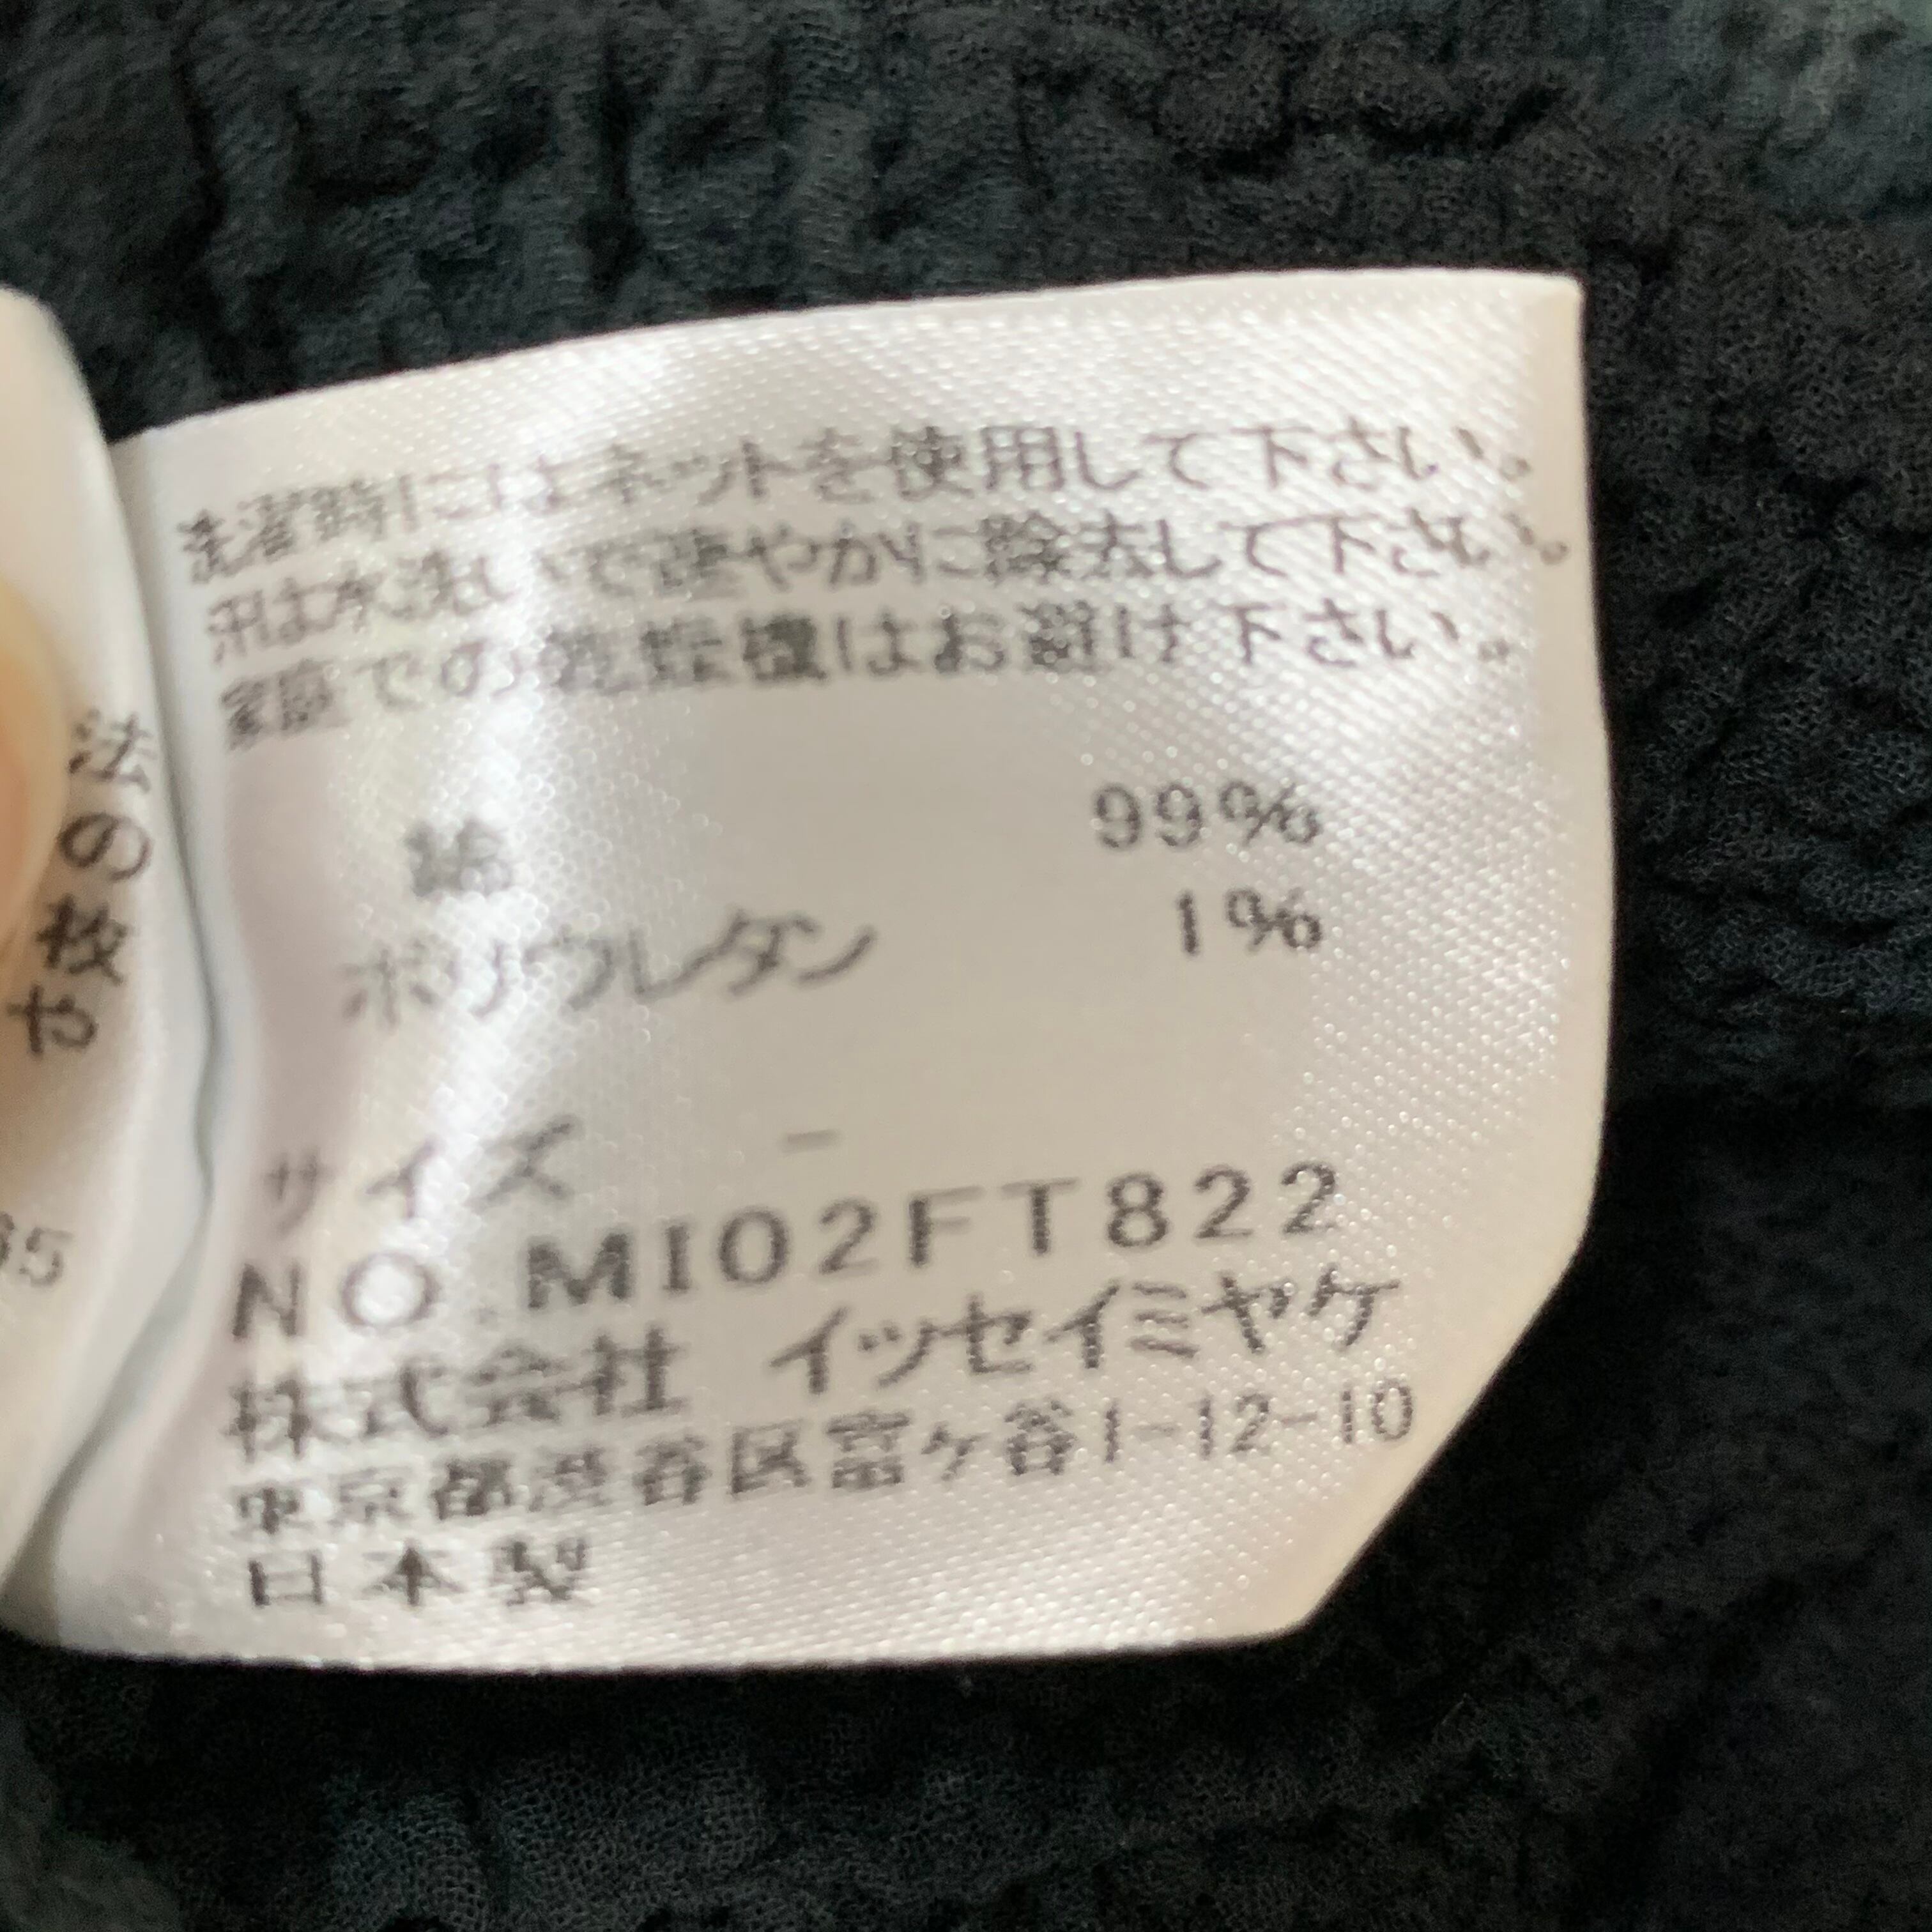 洗濯時にはネットを使用して下さい。
汗は水洗いで速やかに除去して下さい。
家庭での乾燥機はお避け下さい。
綿 99%
ポリウレタン 1%
サイズ -
NO.MI02FT822
株式会社 イッセイミヤケ
東京都渋谷区富ヶ谷1-12-10
日本製
法の